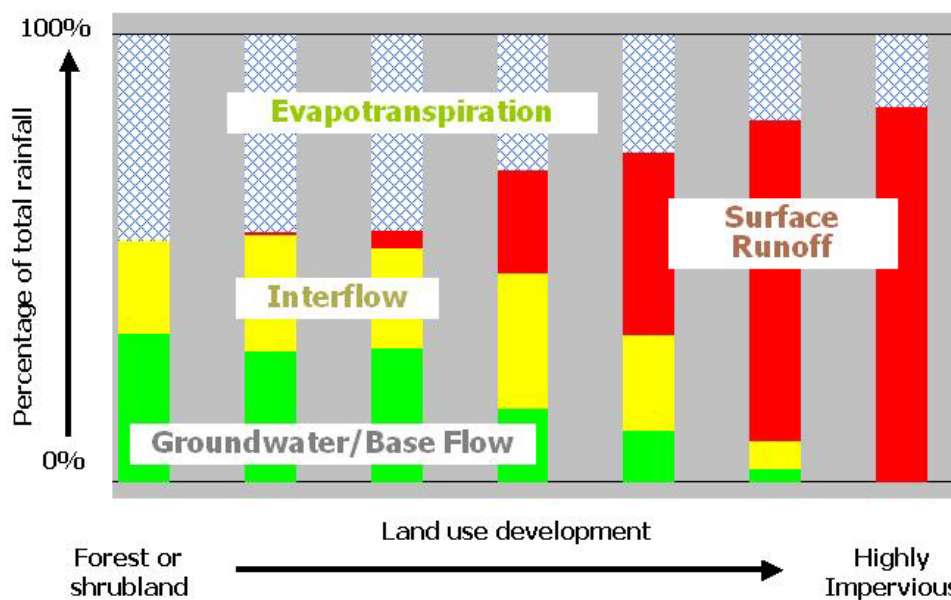 100%
Percentage of total rainfall
0%
Evapotranspiration
Surface
Runoff
Interflow
Groundwater/Base Flow
Land use development
Forest or
shrubland
Highly
Impervious